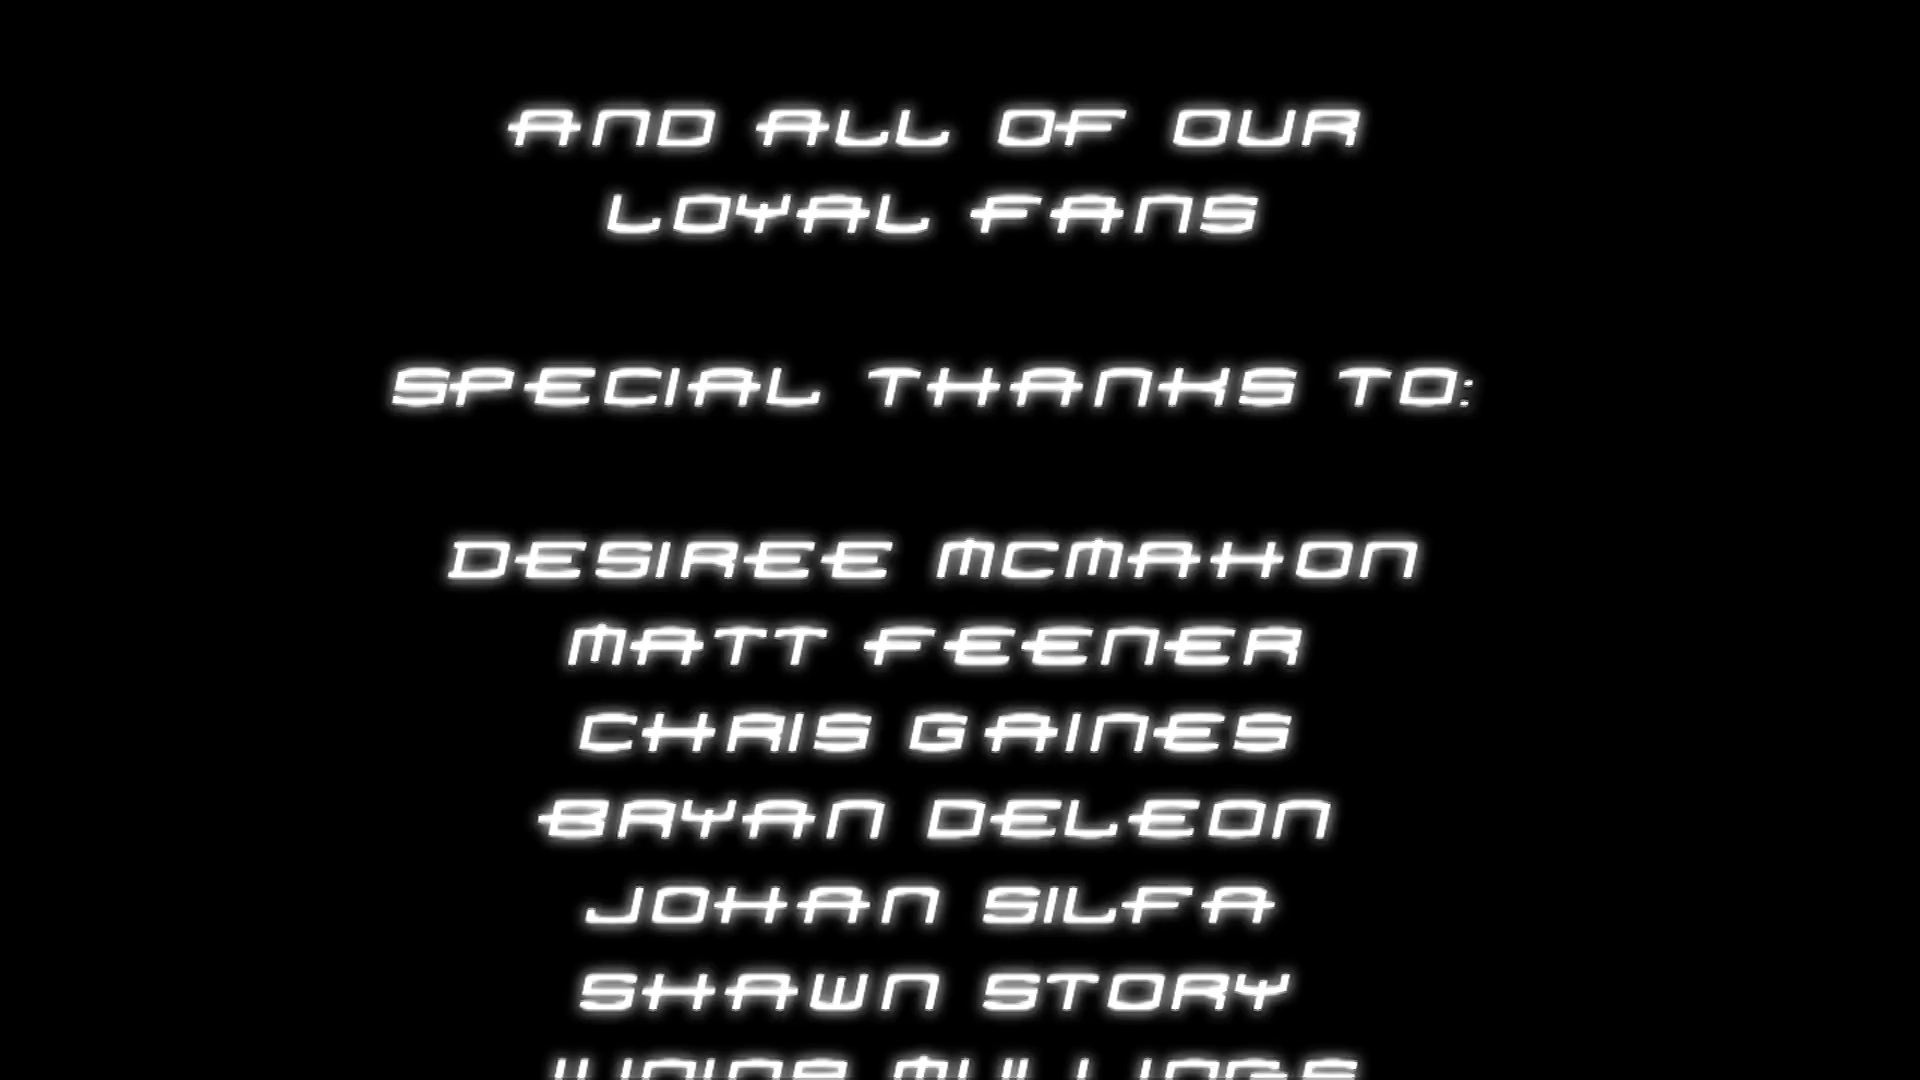 AND ALL OF OUR
LOYAL FANS
SPECIAL THANKS TO:
DESIREE MCMAHON
MATT FEENER
CHRIS GAINES
BRYAN DELEON
JOHAN SILFA
SHAWN STORY